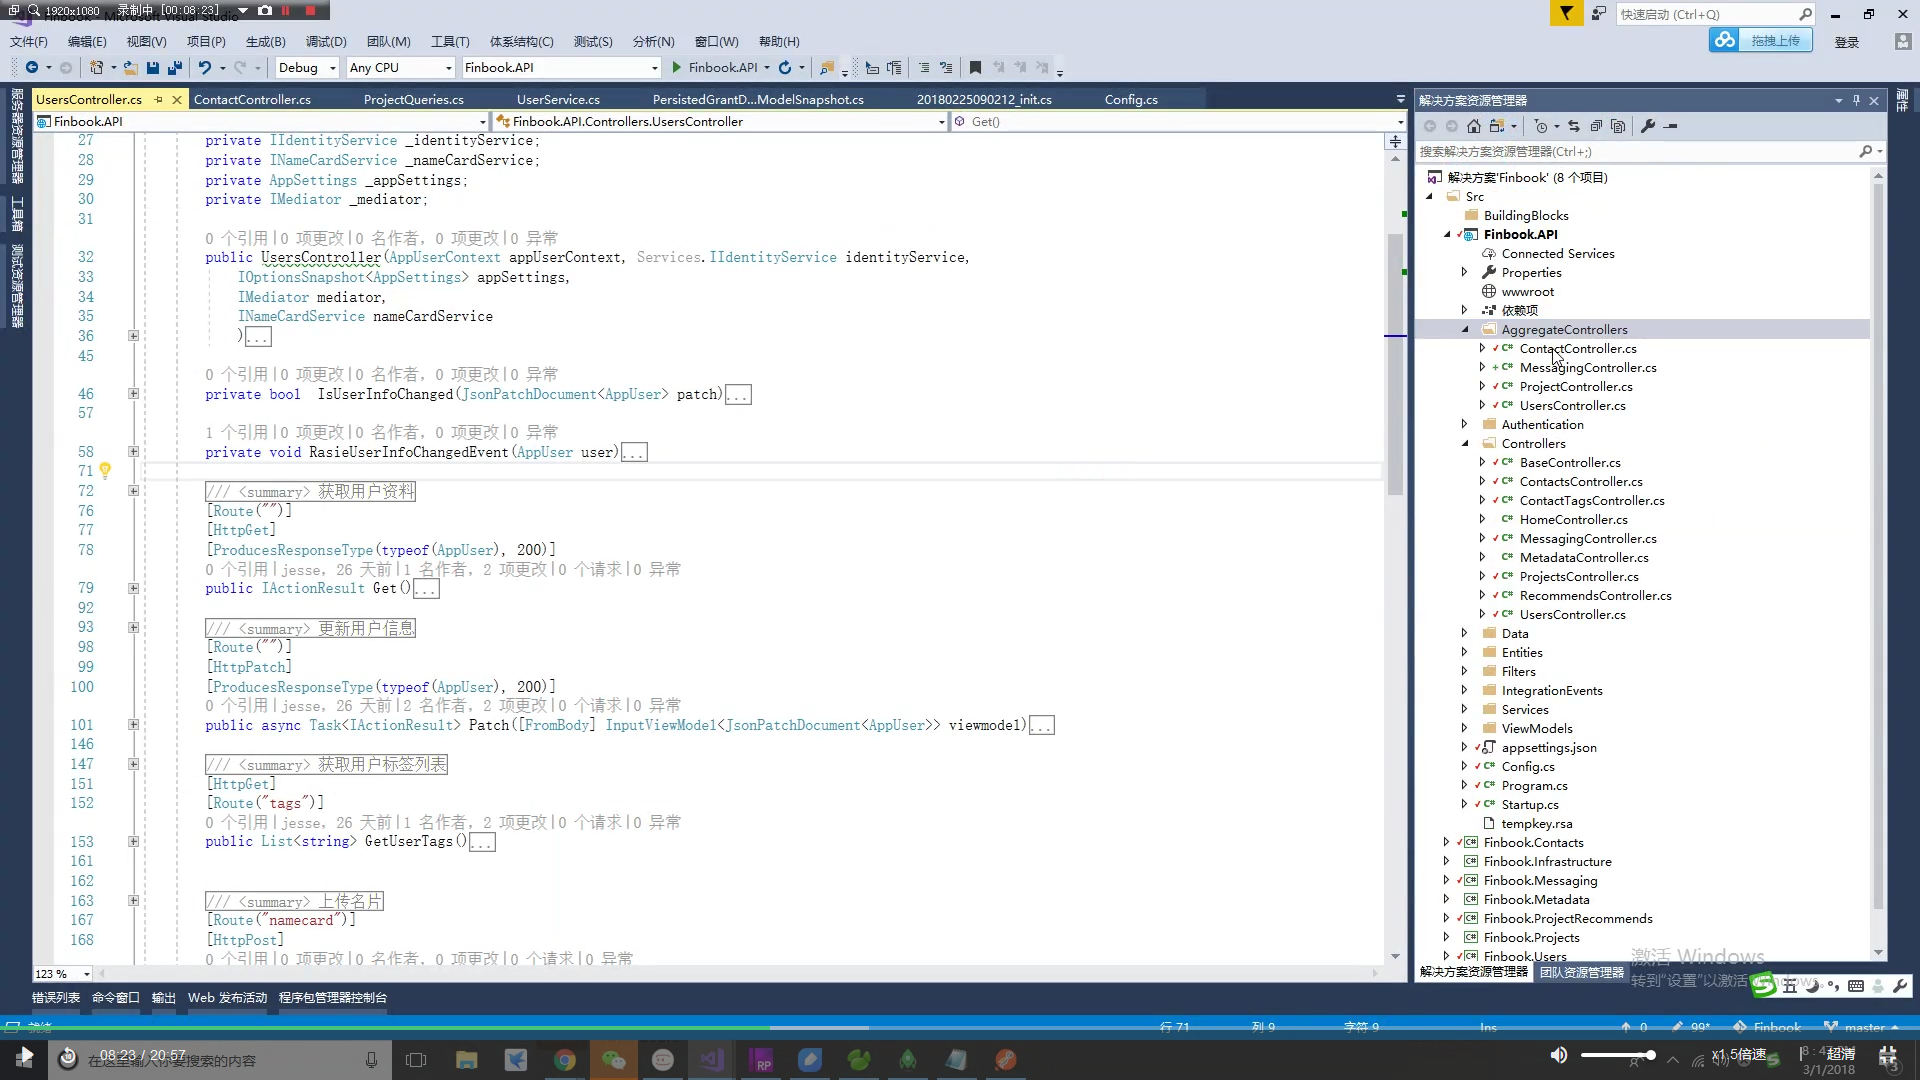 1920x1080 录制中 [00:08:23]
Finbook - Microsoft Visual Studio
快速启动 (Ctrl+Q)
文件(F) 编辑(E) 视图(V) 项目(P) 生成(B) 调试(D) 团队(M) 工具(T) 体系结构(C) 测试(S) 分析(N) 窗口(W) 帮助(H)
拖拽上传 登录
Debug Any CPU Finbook.API Finbook.API
服务器资源管理器
工具箱
测试资源管理器
UsersController.cs ContactController.cs ProjectQueries.cs UserService.cs PersistedGrantD...ModelSnapshot.cs 20180225090212_init.cs Config.cs
Finbook.API Finbook.API.Controllers.UsersController Get()
27 private IIdentityService _identityService;
28 private INameCardService _nameCardService;
29 private AppSettings _appSettings;
30 private IMediator _mediator;
31
0 个引用|0 项更改|0 名作者, 0 项更改|0 异常
32 public UsersController(AppUserContext appUserContext, Services.IIdentityService identityService,
33 IOptionsSnapshot<AppSettings> appSettings,
34 IMediator mediator,
35 INameCardService nameCardService
36 )...
45
0 个引用|0 项更改|0 名作者, 0 项更改|0 异常
46 private bool IsUserInfoChanged(JsonPatchDocument<AppUser> patch)...
57
1 个引用|0 项更改|0 名作者, 0 项更改|0 异常
58 private void RasieUserInfoChangedEvent(AppUser user)...
71
72 /// <summary> 获取用户资料
76 [Route("")]
77 [HttpGet]
78 [ProducesResponseType(typeof(AppUser), 200)]
0 个引用|jesse, 26 天前|1 名作者, 2 项更改|0 个请求|0 异常
79 public IActionResult Get()...
92
93 /// <summary> 更新用户信息
98 [Route("")]
99 [HttpPatch]
100 [ProducesResponseType(typeof(AppUser), 200)]
0 个引用|jesse, 26 天前|2 名作者, 2 项更改|0 个请求|0 异常
101 public async Task<IActionResult> Patch([FromBody] InputViewModel<JsonPatchDocument<AppUser>> viewmodel)...
146
147 /// <summary> 获取用户标签列表
151 [HttpGet]
152 [Route("tags")]
0 个引用|jesse, 26 天前|1 名作者, 2 项更改|0 个请求|0 异常
153 public List<string> GetUserTags()...
161
162
163 /// <summary> 上传名片
167 [Route("namecard")]
168 [HttpPost]
0 个引用|0 项更改|0 名作者, 0 项更改|0 个请求|0 异常
123 %
解决方案资源管理器
属性
搜索解决方案资源管理器(Ctrl+;)
解决方案'Finbook' (8 个项目)
Src
BuildingBlocks
Finbook.API
Connected Services
Properties
wwwroot
依赖项
AggregateControllers
ContactController.cs
MessagingController.cs
ProjectController.cs
UsersController.cs
Authentication
Controllers
BaseController.cs
ContactsController.cs
ContactTagsController.cs
HomeController.cs
MessagingController.cs
MetadataController.cs
ProjectsController.cs
RecommendsController.cs
UsersController.cs
Data
Entities
Filters
IntegrationEvents
Services
ViewModels
appsettings.json
Config.cs
Program.cs
Startup.cs
tempkey.rsa
Finbook.Contacts
Finbook.Infrastructure
Finbook.Messaging
Finbook.Metadata
Finbook.ProjectRecommends
Finbook.Projects
Finbook.Users
解决方案资源管理器 团队资源管理器
激活 Windows
转到"设置"以激活 Windows。
错误列表 命令窗口 输出 Web 发布活动 程序包管理器控制台
就绪 行 71 列 9 字符 9 Ins 0 99* Finbook master
08:23 / 20:57
在这里输入你要搜索的内容
x1.5倍速 超清
3/1/2018